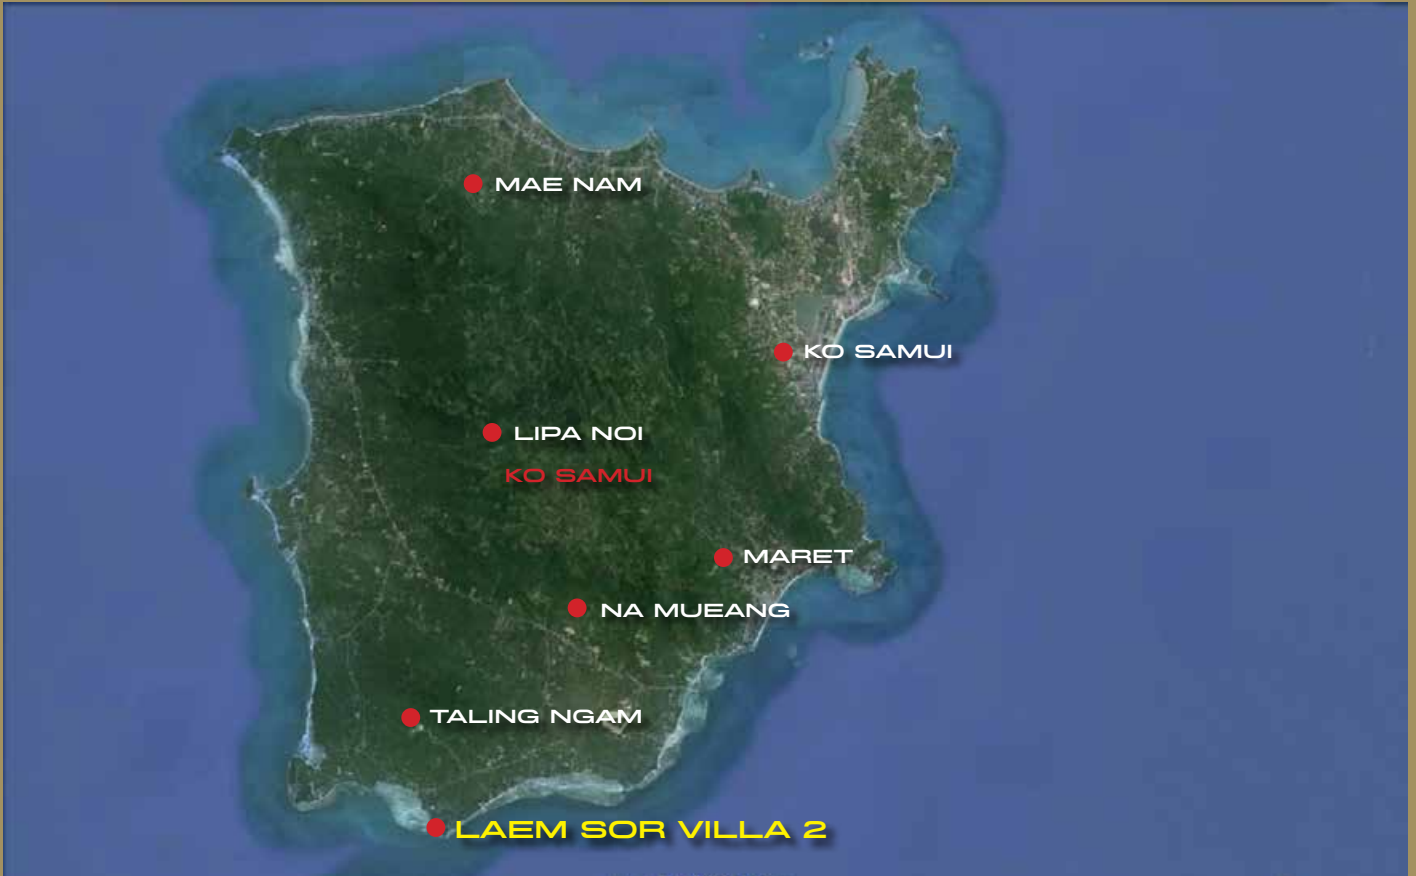 MAE NAM
KO SAMUI
LIPA NOI
KO SAMUI
MARET
NA MUEANG
TALING NGAM
LAEM SOR VILLA 2